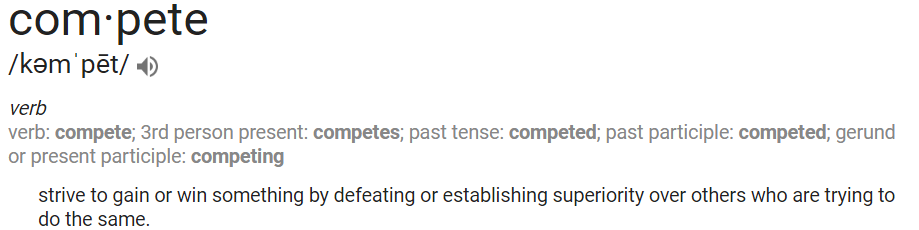 com·pete
/kəmˈpēt/
verb
verb: compete; 3rd person present: competes; past tense: competed; past participle: competed; gerund
or present participle: competing
strive to gain or win something by defeating or establishing superiority over others who are trying to
do the same.